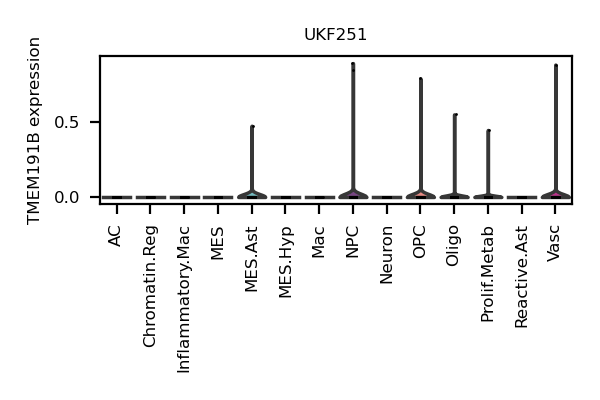 UKF251
TMEM191B expression
0.5
0.0
AC
Chromatin.Reg
Inflammatory.Mac
MES
MES.Ast
MES.Hyp
Mac
NPC
Neuron
OPC
Oligo
Prolif.Metab
Reactive.Ast
Vasc